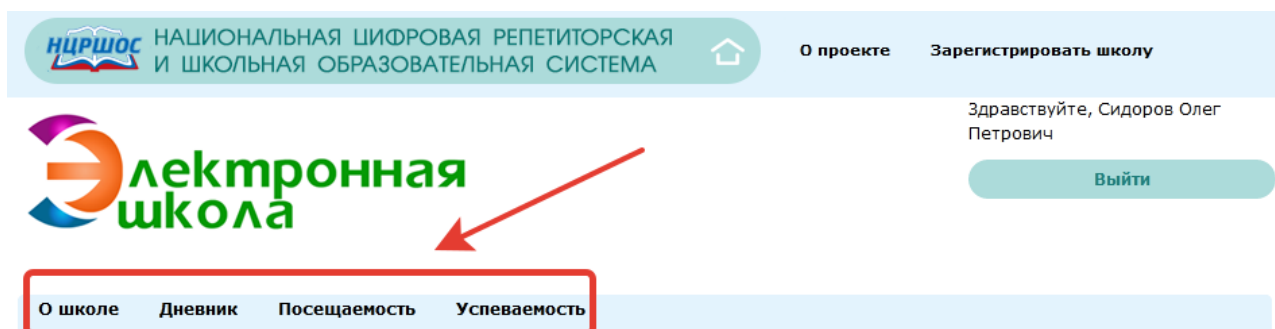 НЦРШОС
НАЦИОНАЛЬНАЯ ЦИФРОВАЯ РЕПЕТИТОРСКАЯ
И ШКОЛЬНАЯ ОБРАЗОВАТЕЛЬНАЯ СИСТЕМА
О проекте Зарегистрировать школу
Здравствуйте, Сидоров Олег
Петрович
Выйти
Электронная
школа
О школе Дневник Посещаемость Успеваемость